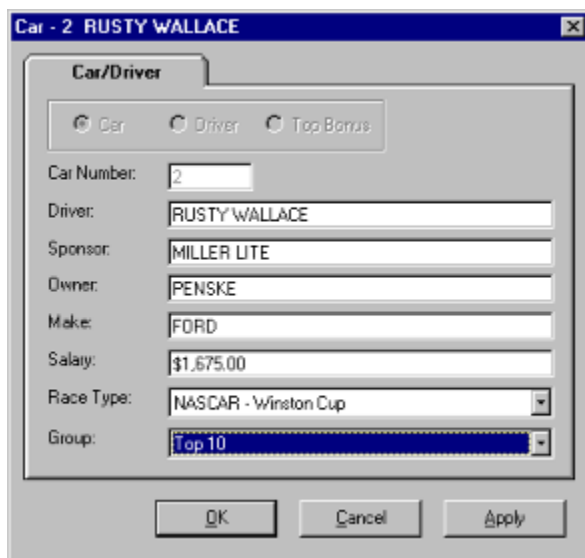 Car - 2 RUSTY WALLACE
Car/Driver
Car Driver Top Bonus
Car Number: 2
Driver: RUSTY WALLACE
Sponsor: MILLER LITE
Owner: PENSKE
Make: FORD
Salary: $1,675.00
Race Type: NASCAR - Winston Cup
Group: Top 10
OK Cancel Apply